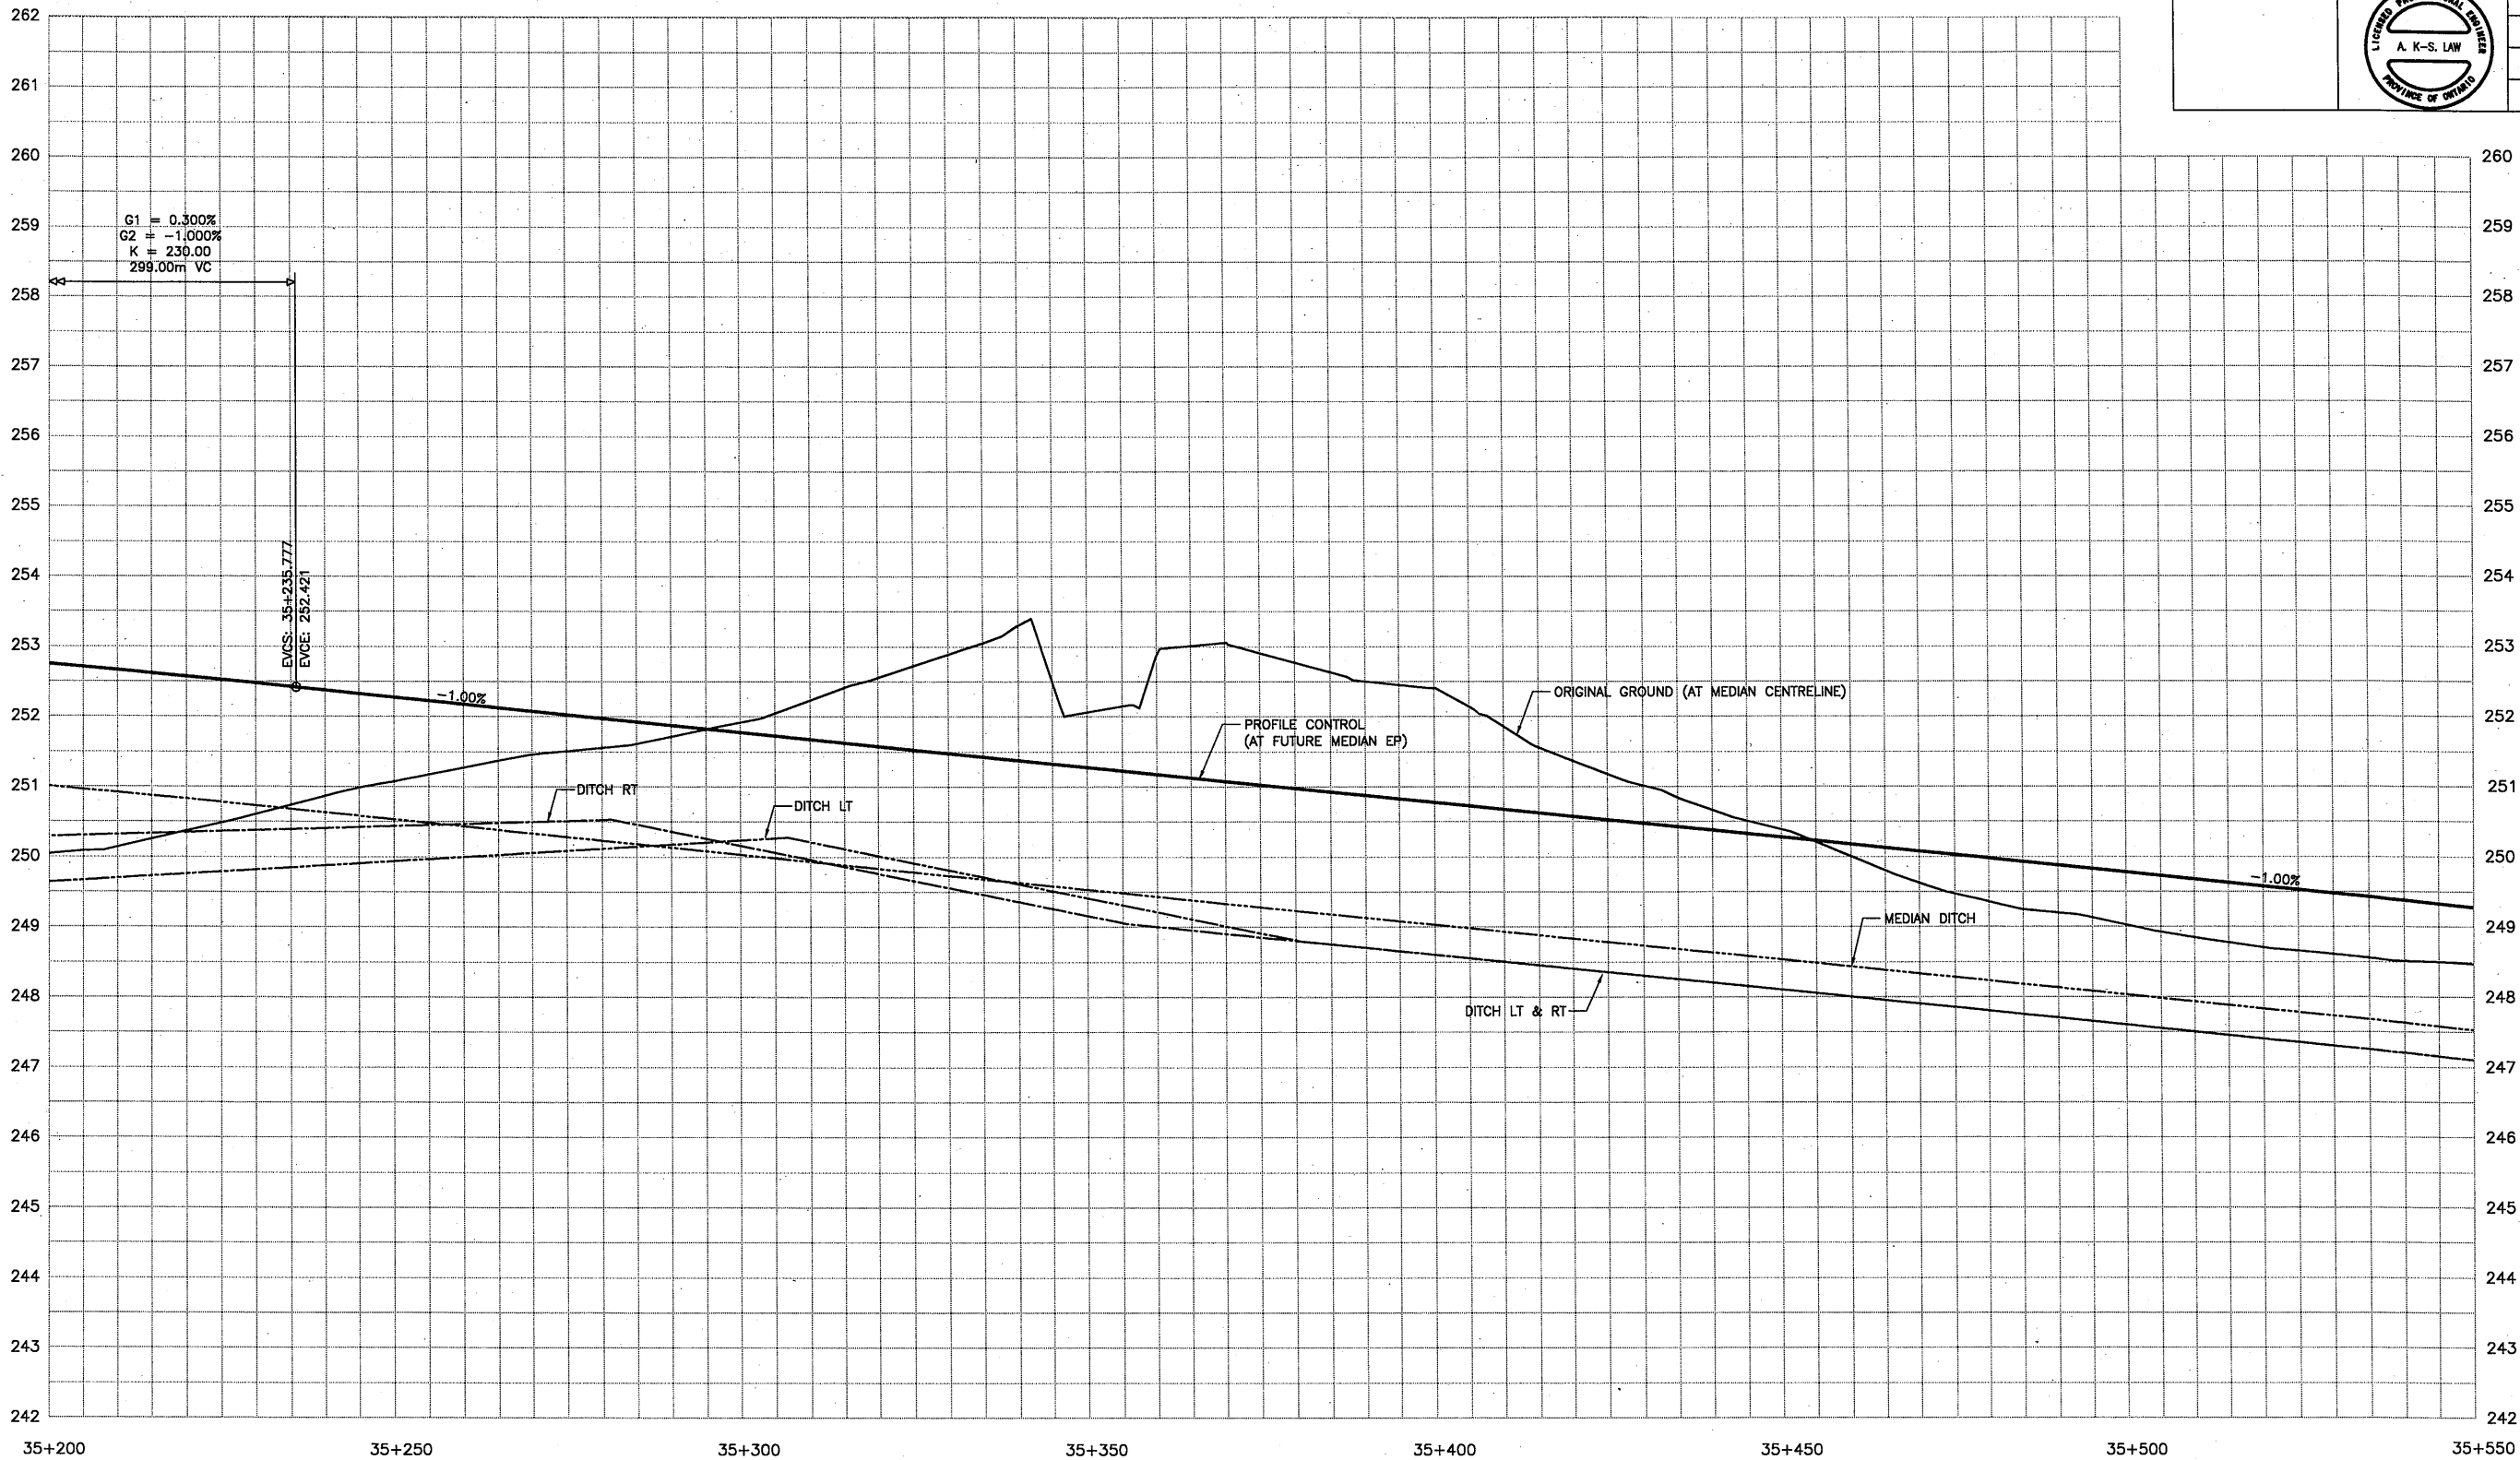 LICENSED PROFESSIONAL ENGINEER
A. K-S. LAW
PROVINCE OF ONTARIO
262
261
260
259
258
257
256
255
254
253
252
251
250
249
248
247
246
245
244
243
242
G1 = 0.300%
G2 = -1.000%
K = 230.00
299.00m VC
EVCS: 35+235.777
EVCE: 252.421
-1.00%
DITCH RT
DITCH LT
PROFILE CONTROL
(AT FUTURE MEDIAN EP)
ORIGINAL GROUND (AT MEDIAN CENTRELINE)
-1.00%
MEDIAN DITCH
DITCH LT & RT
260
259
258
257
256
255
254
253
252
251
250
249
248
247
246
245
244
243
242
35+200 35+250 35+300 35+350 35+400 35+450 35+500 35+550